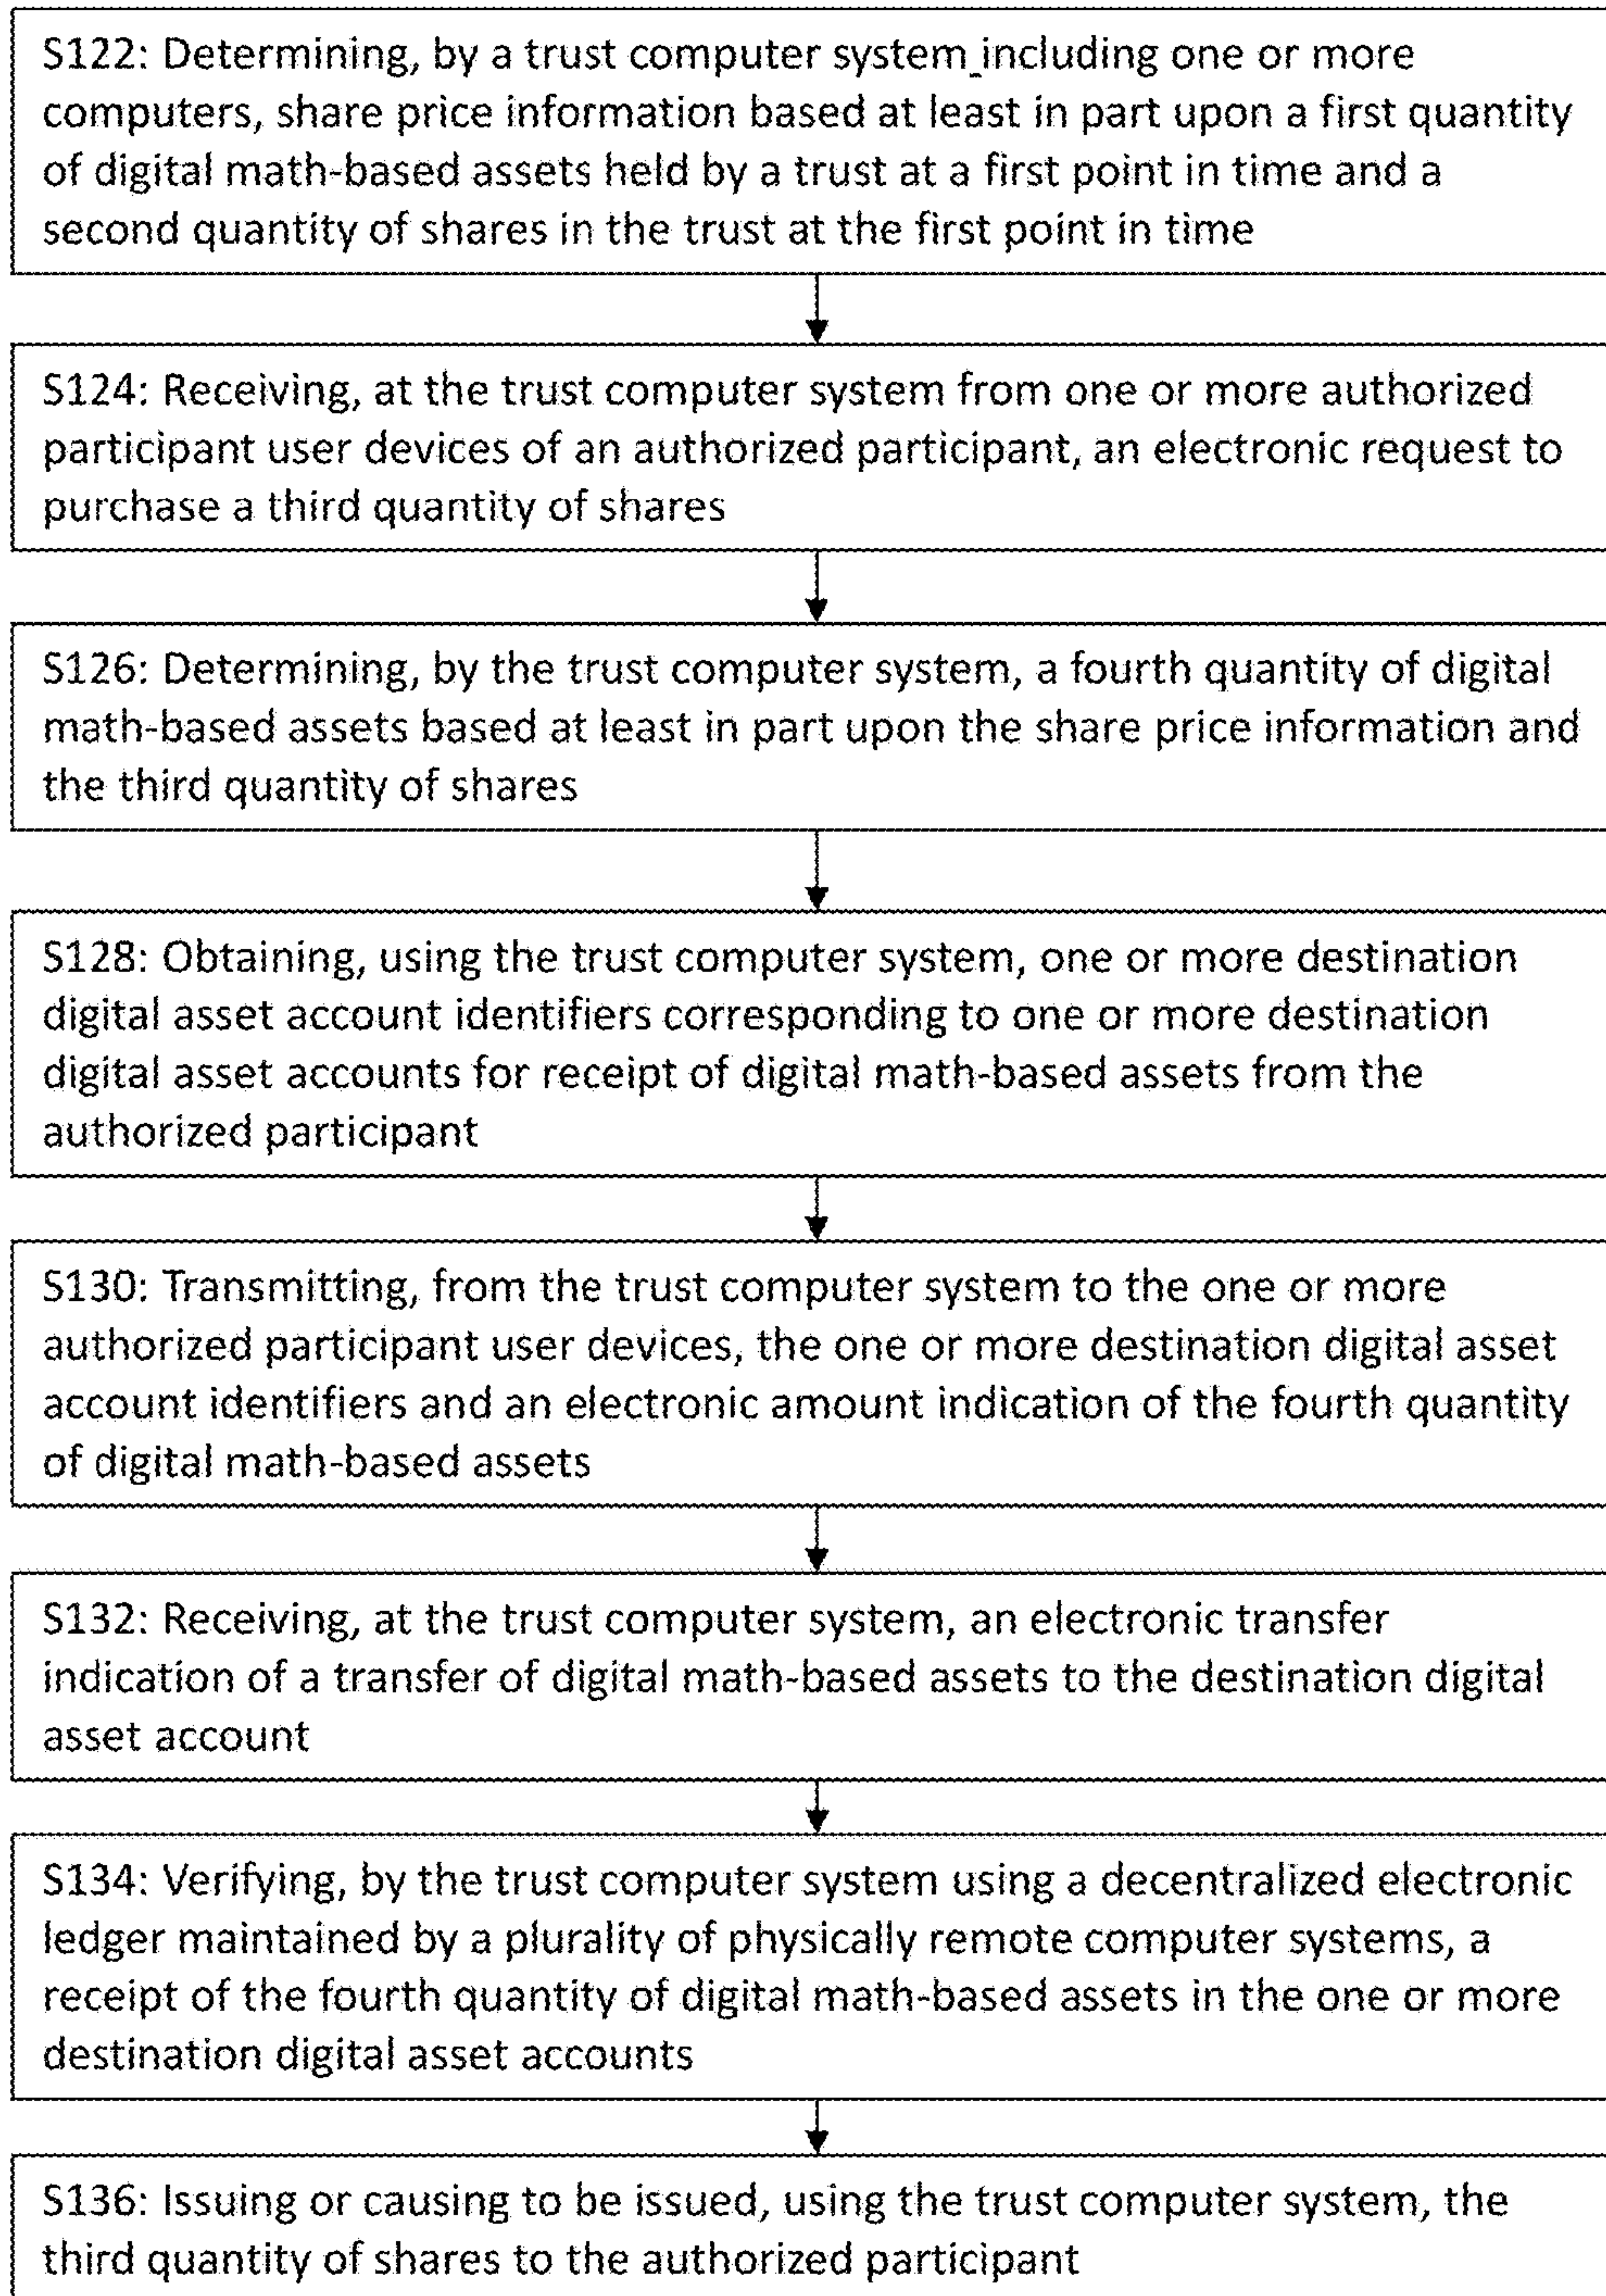 S122: Determining, by a trust computer system_including one or more
computers, share price information based at least in part upon a first quantity
of digital math-based assets held by a trust at a first point in time and a
second quantity of shares in the trust at the first point in time
S124: Receiving, at the trust computer system from one or more authorized
participant user devices of an authorized participant, an electronic request to
purchase a third quantity of shares
S126: Determining, by the trust computer system, a fourth quantity of digital
math-based assets based at least in part upon the share price information and
the third quantity of shares
S128: Obtaining, using the trust computer system, one or more destination
digital asset account identifiers corresponding to one or more destination
digital asset accounts for receipt of digital math-based assets from the
authorized participant
S130: Transmitting, from the trust computer system to the one or more
authorized participant user devices, the one or more destination digital asset
account identifiers and an electronic amount indication of the fourth quantity
of digital math-based assets
S132: Receiving, at the trust computer system, an electronic transfer
indication of a transfer of digital math-based assets to the destination digital
asset account
S134: Verifying, by the trust computer system using a decentralized electronic
ledger maintained by a plurality of physically remote computer systems, a
receipt of the fourth quantity of digital math-based assets in the one or more
destination digital asset accounts
S136: Issuing or causing to be issued, using the trust computer system, the
third quantity of shares to the authorized participant